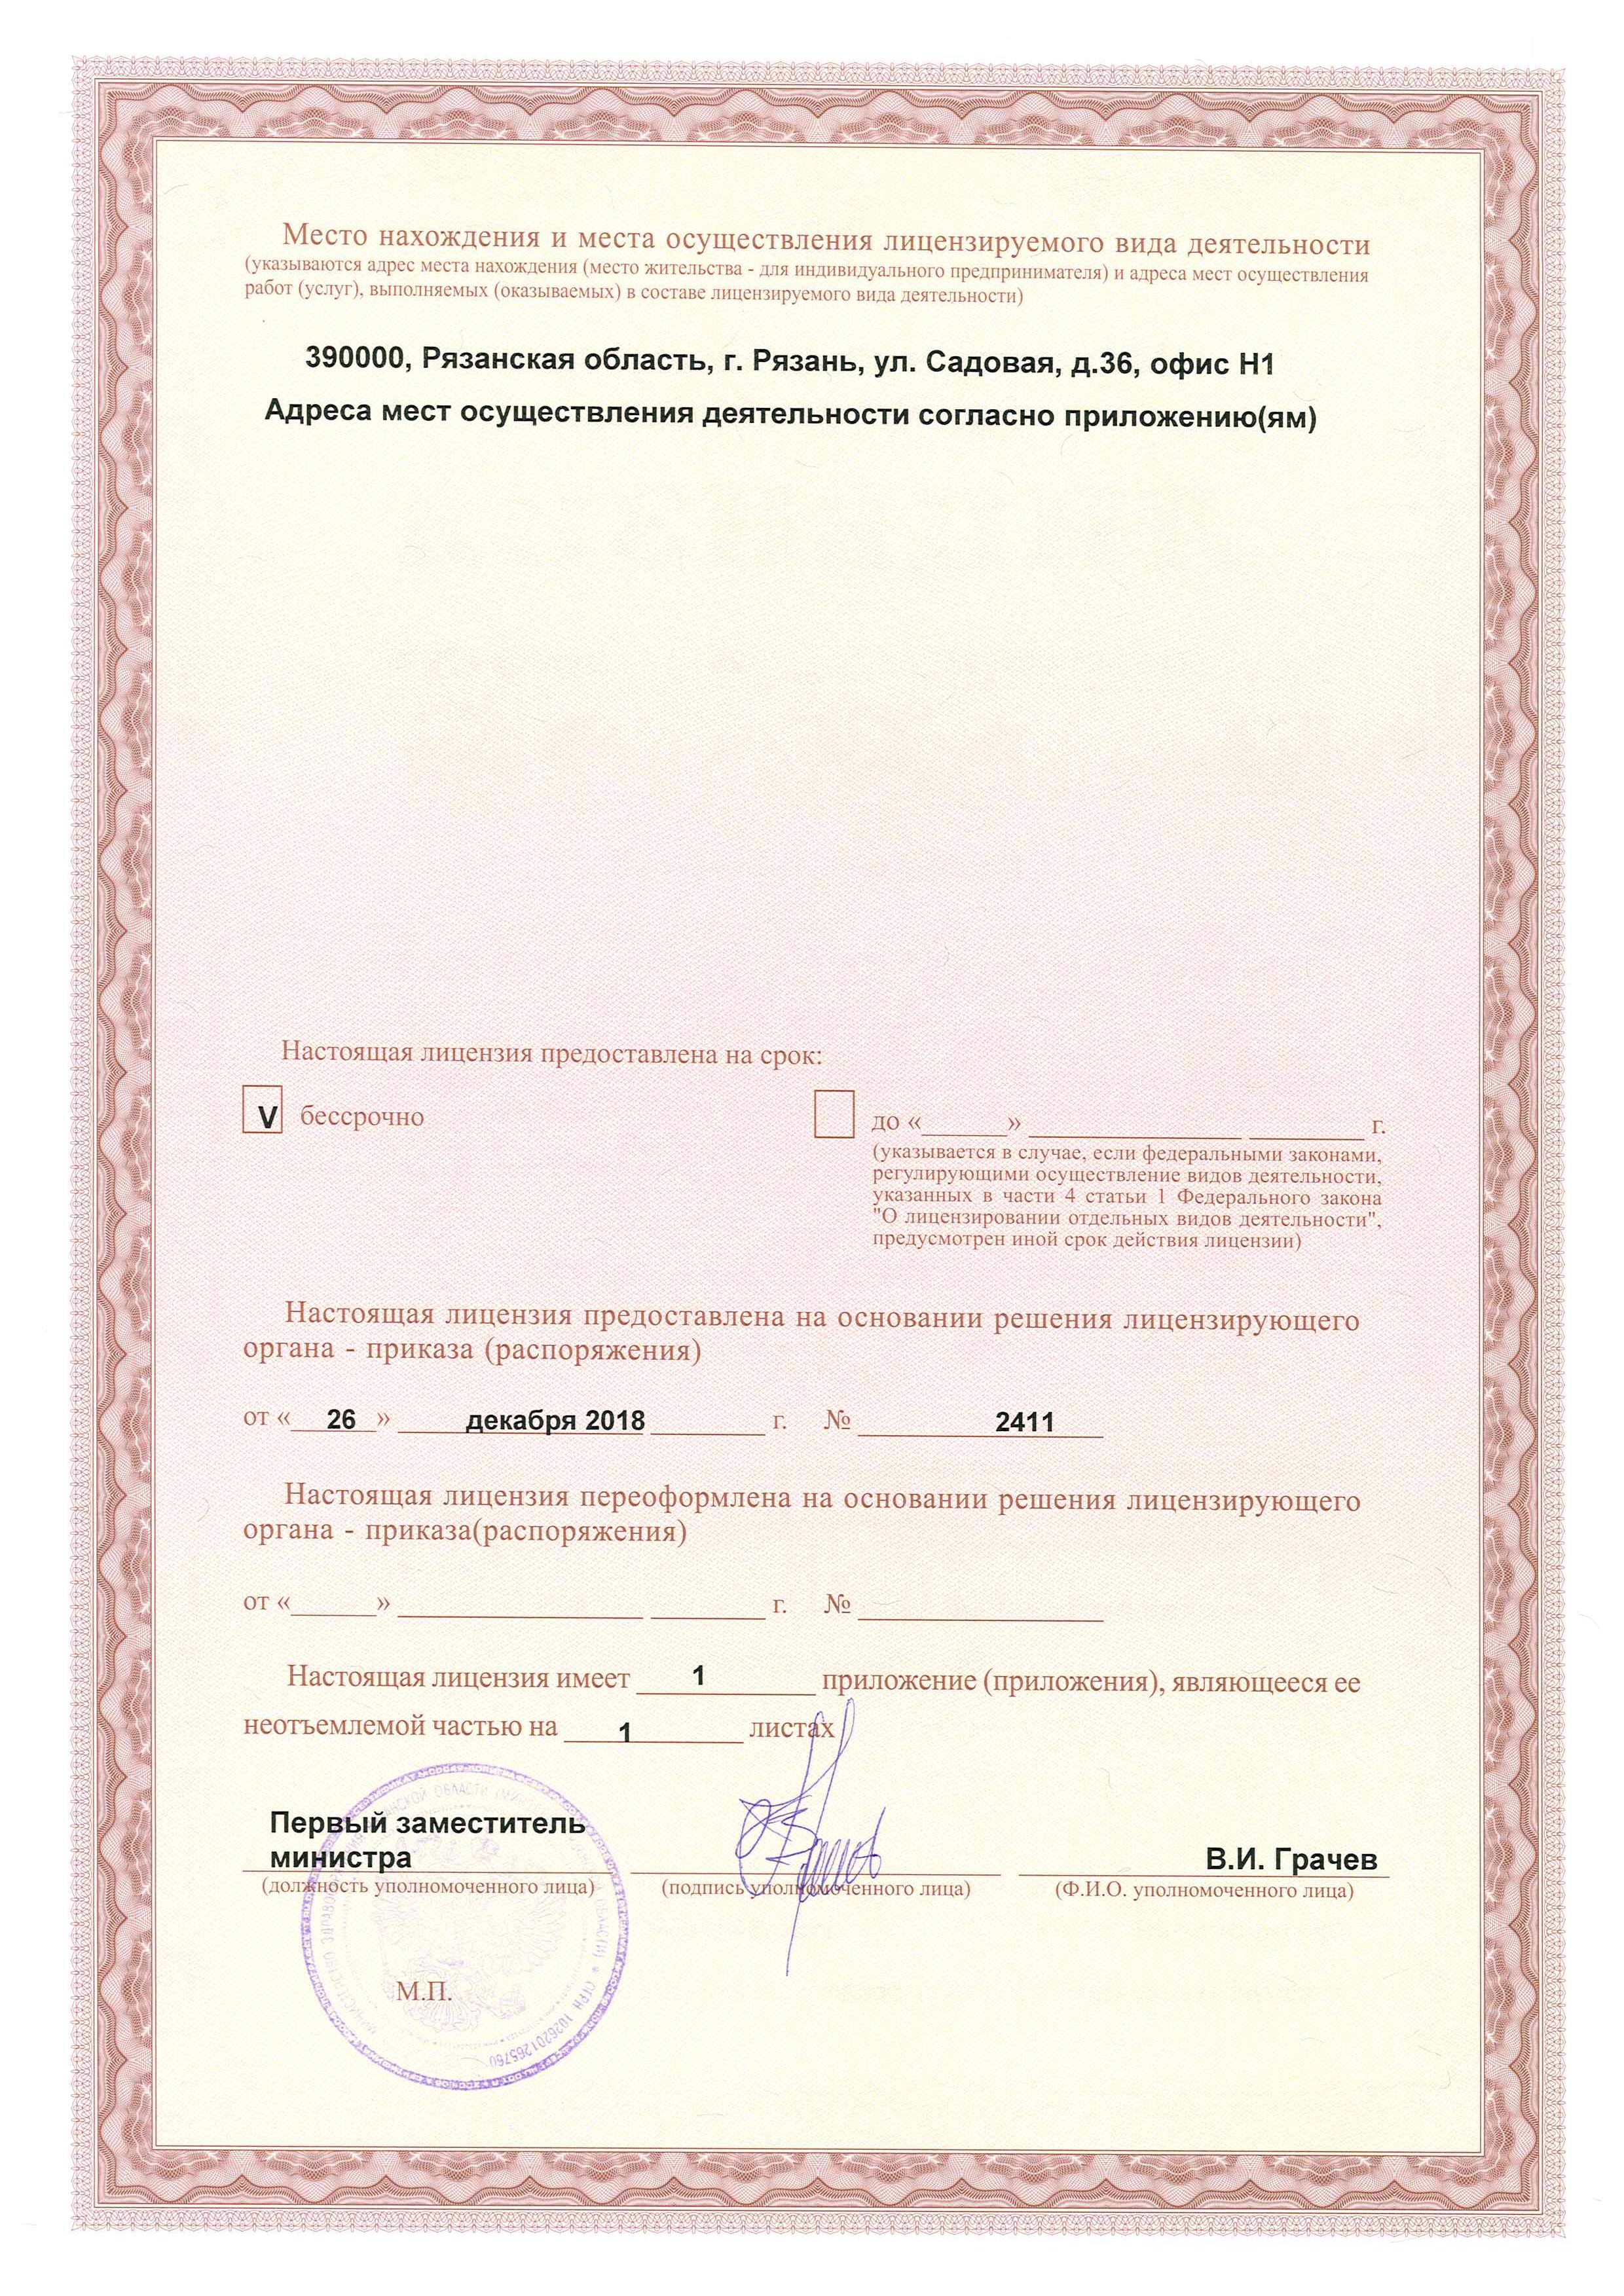 Место нахождения и места осуществления лицензируемого вида деятельности
(указываются адрес места нахождения (место жительства - для индивидуального предпринимателя) и адреса мест осуществления
работ (услуг), выполняемых (оказываемых) в составе лицензируемого вида деятельности)
390000, Рязанская область, г. Рязань, ул. Садовая, д.36, офис Н1
Адреса мест осуществления деятельности согласно приложению(ям)
Настоящая лицензия предоставлена на срок:
V бессрочно
до «______» _______________ ________ г.
(указывается в случае, если федеральными законами,
регулирующими осуществление видов деятельности,
указанных в части 4 статьи 1 Федерального закона
"О лицензировании отдельных видов деятельности",
предусмотрен иной срок действия лицензии)
Настоящая лицензия предоставлена на основании решения лицензирующего
органа - приказа (распоряжения)
от « 26 » декабря 2018 г. № 2411
Настоящая лицензия переоформлена на основании решения лицензирующего
органа - приказа(распоряжения)
от «______» _________________ ________ г. № _________________
Настоящая лицензия имеет 1 приложение (приложения), являющееся ее
неотъемлемой частью на 1 листах
Первый заместитель
министра
В.И. Грачев
(должность уполномоченного лица) (подпись уполномоченного лица) (Ф.И.О. уполномоченного лица)
М.П.